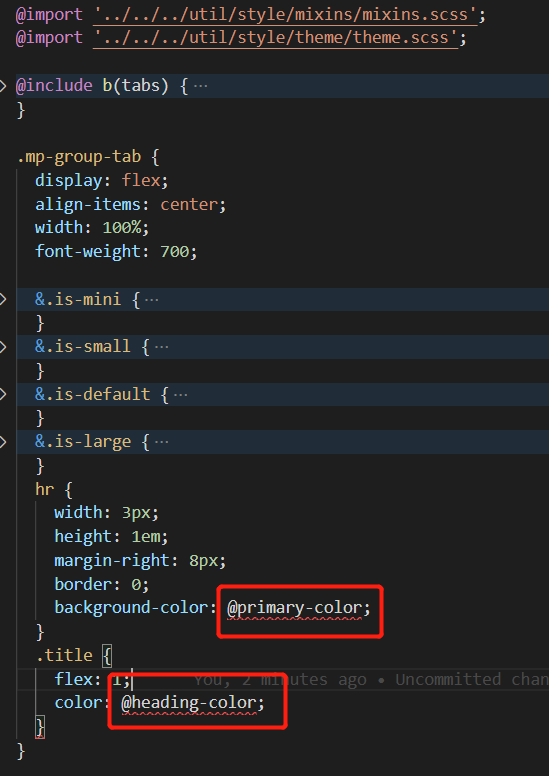 @import '../../../util/style/mixins/mixins.scss';
@import '../../../util/style/theme/theme.scss';
@include b(tabs) {···
}
.mp-group-tab {
display: flex;
align-items: center;
width: 100%;
font-weight: 700;
&.is-mini {···
}
&.is-small {···
}
&.is-default {···
}
&.is-large {···
}
hr {
width: 3px;
height: 1em;
margin-right: 8px;
border: 0;
background-color: @primary-color;
}
.title {
flex: 1; You, 2 minutes ago • Uncommitted chan
color: @heading-color;
}
}